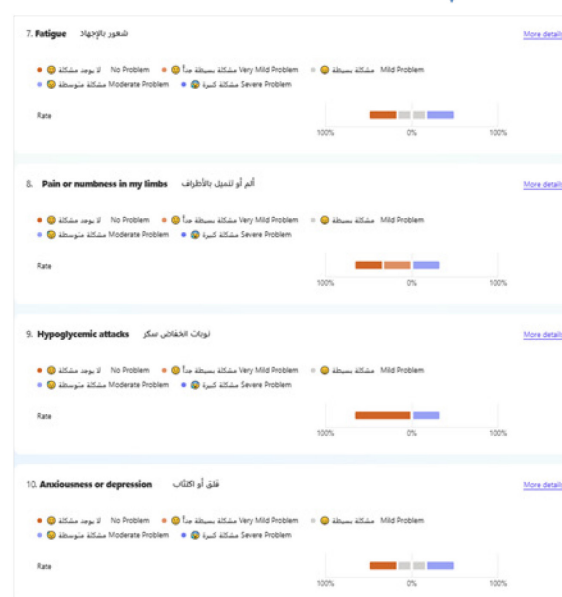 7. Fatigue شعور بالإجهاد More details
لا يوجد مشكلة No Problem مشكلة بسيطة جداً Very Mild Problem مشكلة بسيطة Mild Problem
مشكلة متوسطة Moderate Problem مشكلة كبيرة Severe Problem
Rate
100% 0% 100%
8. Pain or numbness in my limbs ألم أو تنميل بالأطراف More details
لا يوجد مشكلة No Problem مشكلة بسيطة جداً Very Mild Problem مشكلة بسيطة Mild Problem
مشكلة متوسطة Moderate Problem مشكلة كبيرة Severe Problem
Rate
100% 0% 100%
9. Hypoglycemic attacks نوبات انخفاض سكر More details
لا يوجد مشكلة No Problem مشكلة بسيطة جداً Very Mild Problem مشكلة بسيطة Mild Problem
مشكلة متوسطة Moderate Problem مشكلة كبيرة Severe Problem
Rate
100% 0% 100%
10. Anxiousness or depression قلق أو اكتئاب More details
لا يوجد مشكلة No Problem مشكلة بسيطة جداً Very Mild Problem مشكلة بسيطة Mild Problem
مشكلة متوسطة Moderate Problem مشكلة كبيرة Severe Problem
Rate
100% 0% 100%